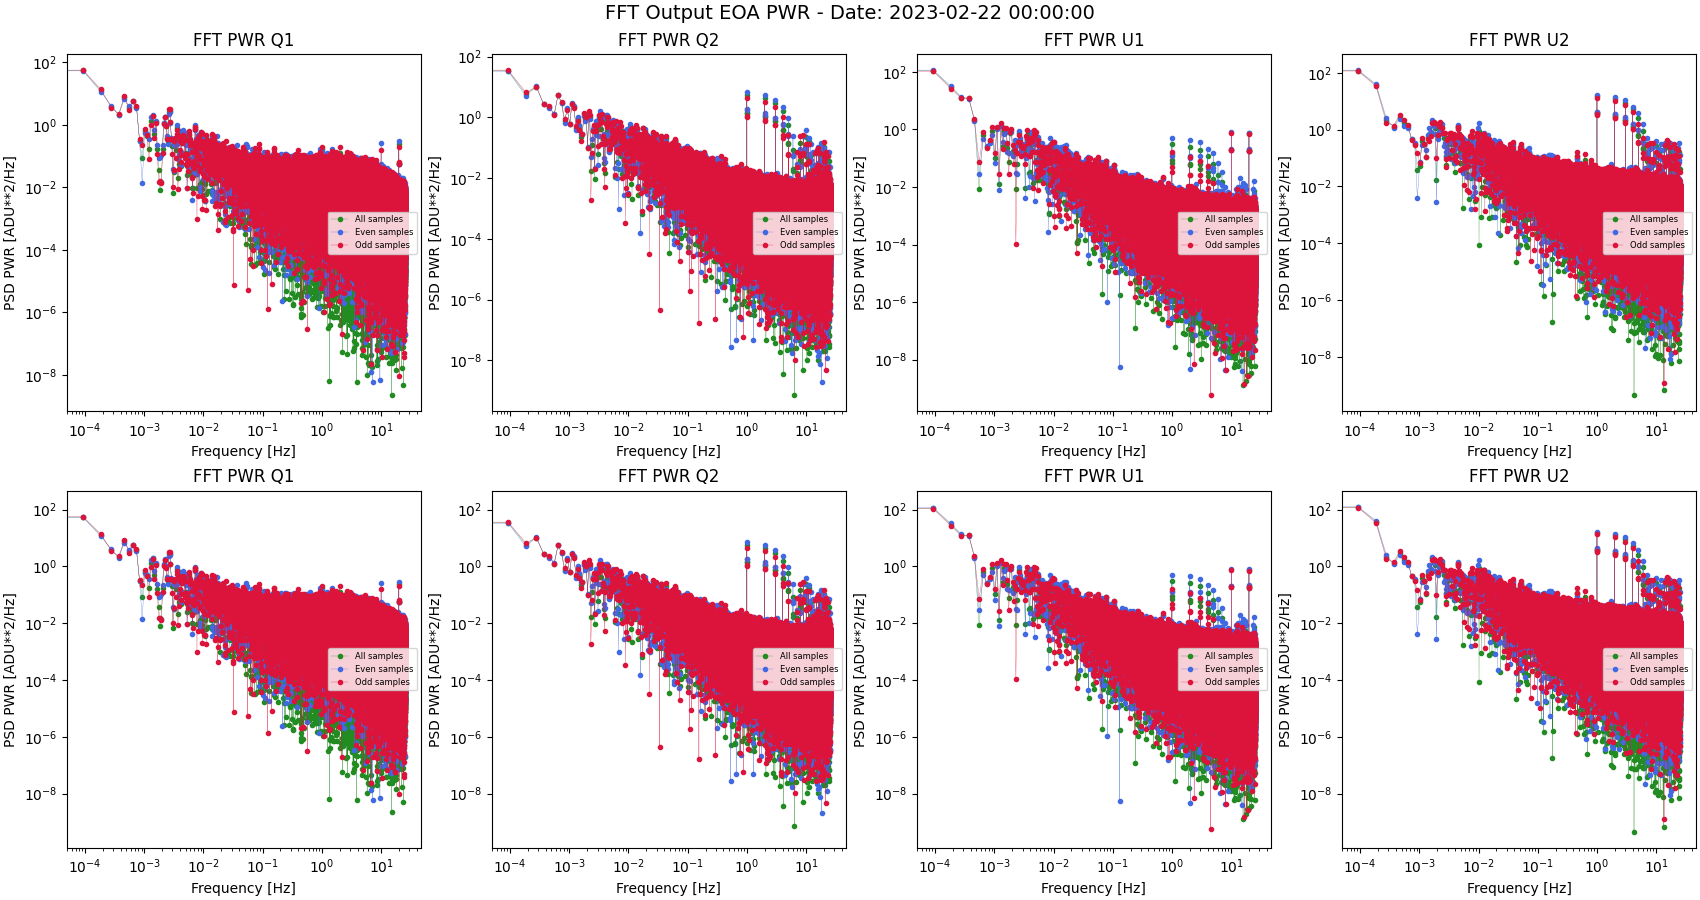 FFT Output EOA PWR - Date: 2023-02-22 00:00:00
FFT PWR Q1
PSD PWR [ADU**2/Hz]
10^2
10^0
10^-2
10^-4
10^-6
10^-8
All samples
Even samples
Odd samples
10^-4 10^-3 10^-2 10^-1 10^0 10^1
Frequency [Hz]
FFT PWR Q2
PSD PWR [ADU**2/Hz]
10^2
10^0
10^-2
10^-4
10^-6
10^-8
All samples
Even samples
Odd samples
10^-4 10^-3 10^-2 10^-1 10^0 10^1
Frequency [Hz]
FFT PWR U1
PSD PWR [ADU**2/Hz]
10^2
10^0
10^-2
10^-4
10^-6
10^-8
All samples
Even samples
Odd samples
10^-4 10^-3 10^-2 10^-1 10^0 10^1
Frequency [Hz]
FFT PWR U2
PSD PWR [ADU**2/Hz]
10^2
10^0
10^-2
10^-4
10^-6
10^-8
All samples
Even samples
Odd samples
10^-4 10^-3 10^-2 10^-1 10^0 10^1
Frequency [Hz]
FFT PWR Q1
PSD PWR [ADU**2/Hz]
10^2
10^0
10^-2
10^-4
10^-6
10^-8
All samples
Even samples
Odd samples
10^-4 10^-3 10^-2 10^-1 10^0 10^1
Frequency [Hz]
FFT PWR Q2
PSD PWR [ADU**2/Hz]
10^2
10^0
10^-2
10^-4
10^-6
10^-8
All samples
Even samples
Odd samples
10^-4 10^-3 10^-2 10^-1 10^0 10^1
Frequency [Hz]
FFT PWR U1
PSD PWR [ADU**2/Hz]
10^2
10^0
10^-2
10^-4
10^-6
10^-8
All samples
Even samples
Odd samples
10^-4 10^-3 10^-2 10^-1 10^0 10^1
Frequency [Hz]
FFT PWR U2
PSD PWR [ADU**2/Hz]
10^2
10^0
10^-2
10^-4
10^-6
10^-8
All samples
Even samples
Odd samples
10^-4 10^-3 10^-2 10^-1 10^0 10^1
Frequency [Hz]